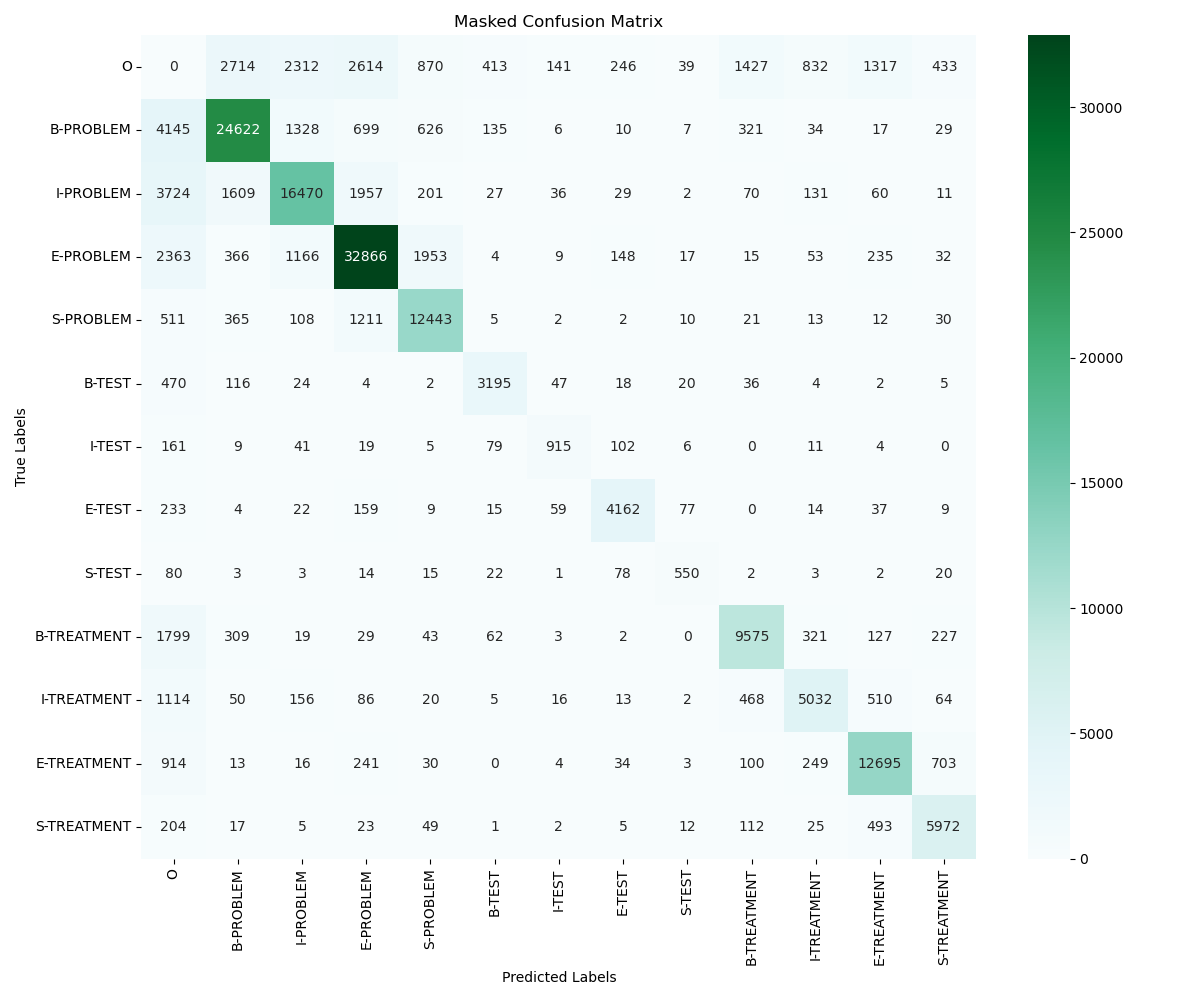 Masked Confusion Matrix
O 0 2714 2312 2614 870 413 141 246 39 1427 832 1317 433
B-PROBLEM 4145 24622 1328 699 626 135 6 10 7 321 34 17 29
I-PROBLEM 3724 1609 16470 1957 201 27 36 29 2 70 131 60 11
E-PROBLEM 2363 366 1166 32866 1953 4 9 148 17 15 53 235 32
S-PROBLEM 511 365 108 1211 12443 5 2 2 10 21 13 12 30
B-TEST 470 116 24 4 2 3195 47 18 20 36 4 2 5
I-TEST 161 9 41 19 5 79 915 102 6 0 11 4 0
E-TEST 233 4 22 159 9 15 59 4162 77 0 14 37 9
S-TEST 80 3 3 14 15 22 1 78 550 2 3 2 20
B-TREATMENT 1799 309 19 29 43 62 3 2 0 9575 321 127 227
I-TREATMENT 1114 50 156 86 20 5 16 13 2 468 5032 510 64
E-TREATMENT 914 13 16 241 30 0 4 34 3 100 249 12695 703
S-TREATMENT 204 17 5 23 49 1 2 5 12 112 25 493 5972
O B-PROBLEM I-PROBLEM E-PROBLEM S-PROBLEM B-TEST I-TEST E-TEST S-TEST B-TREATMENT I-TREATMENT E-TREATMENT S-TREATMENT
Predicted Labels
True Labels
30000
25000
20000
15000
10000
5000
0